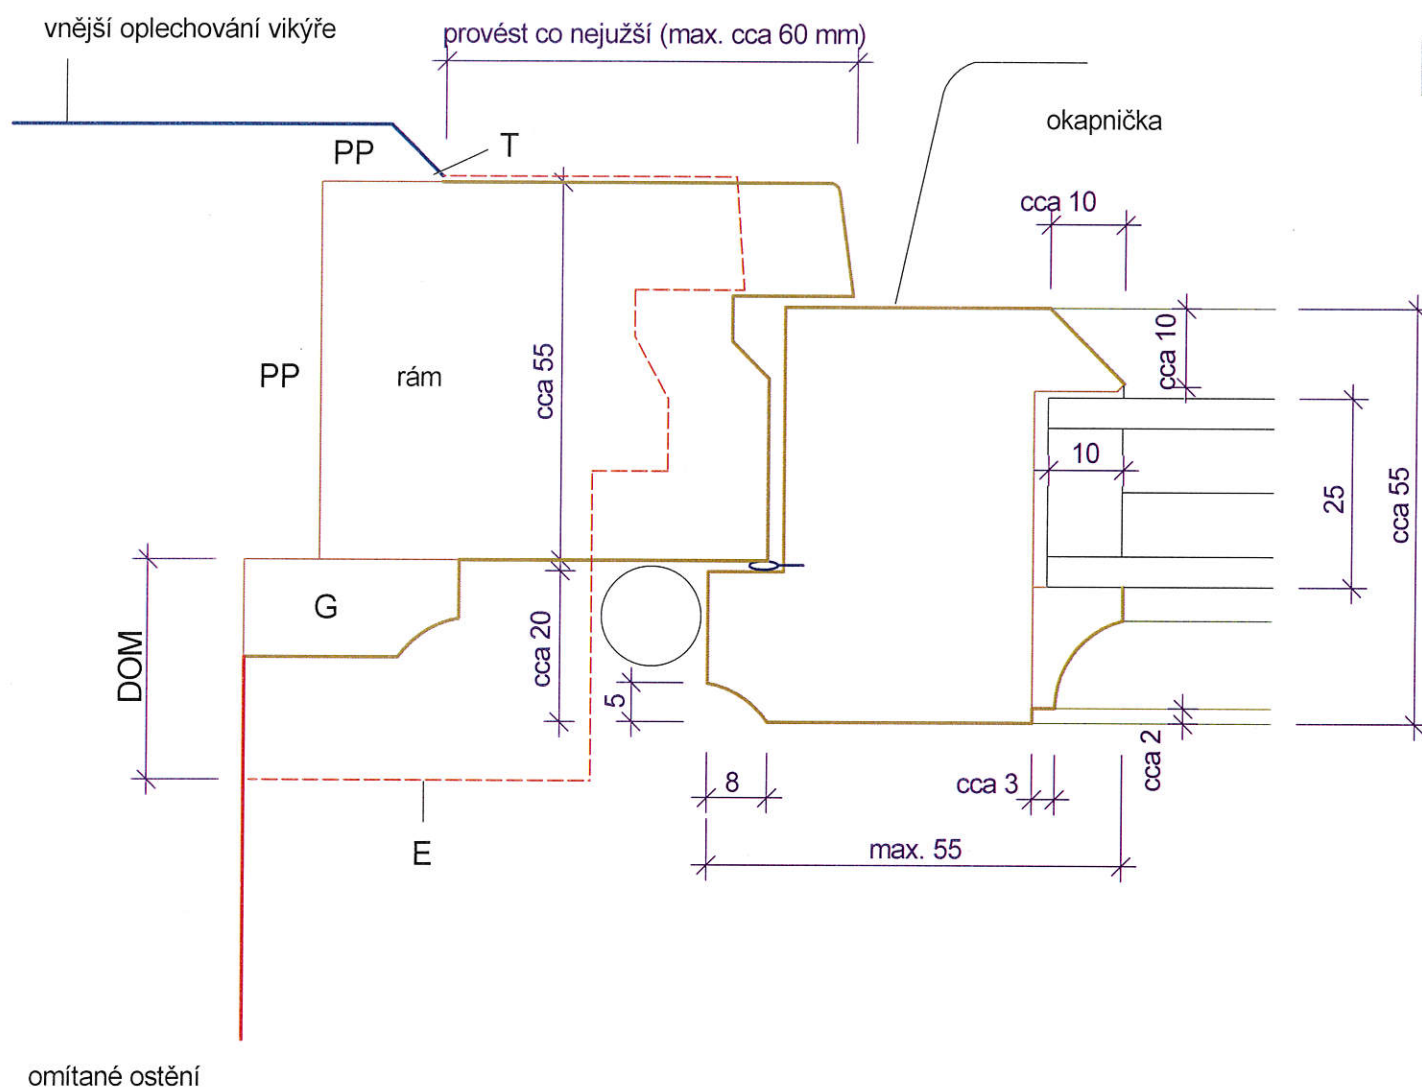 vnější oplechování vikýře
provést co nejužší (max. cca 60 mm)
okapnička
PP
T
cca 10
cca 10
PP
rám
cca 55
10
25
cca 55
DOM
G
cca 20
5
8
cca 3
cca 2
E
max. 55
omítané ostění